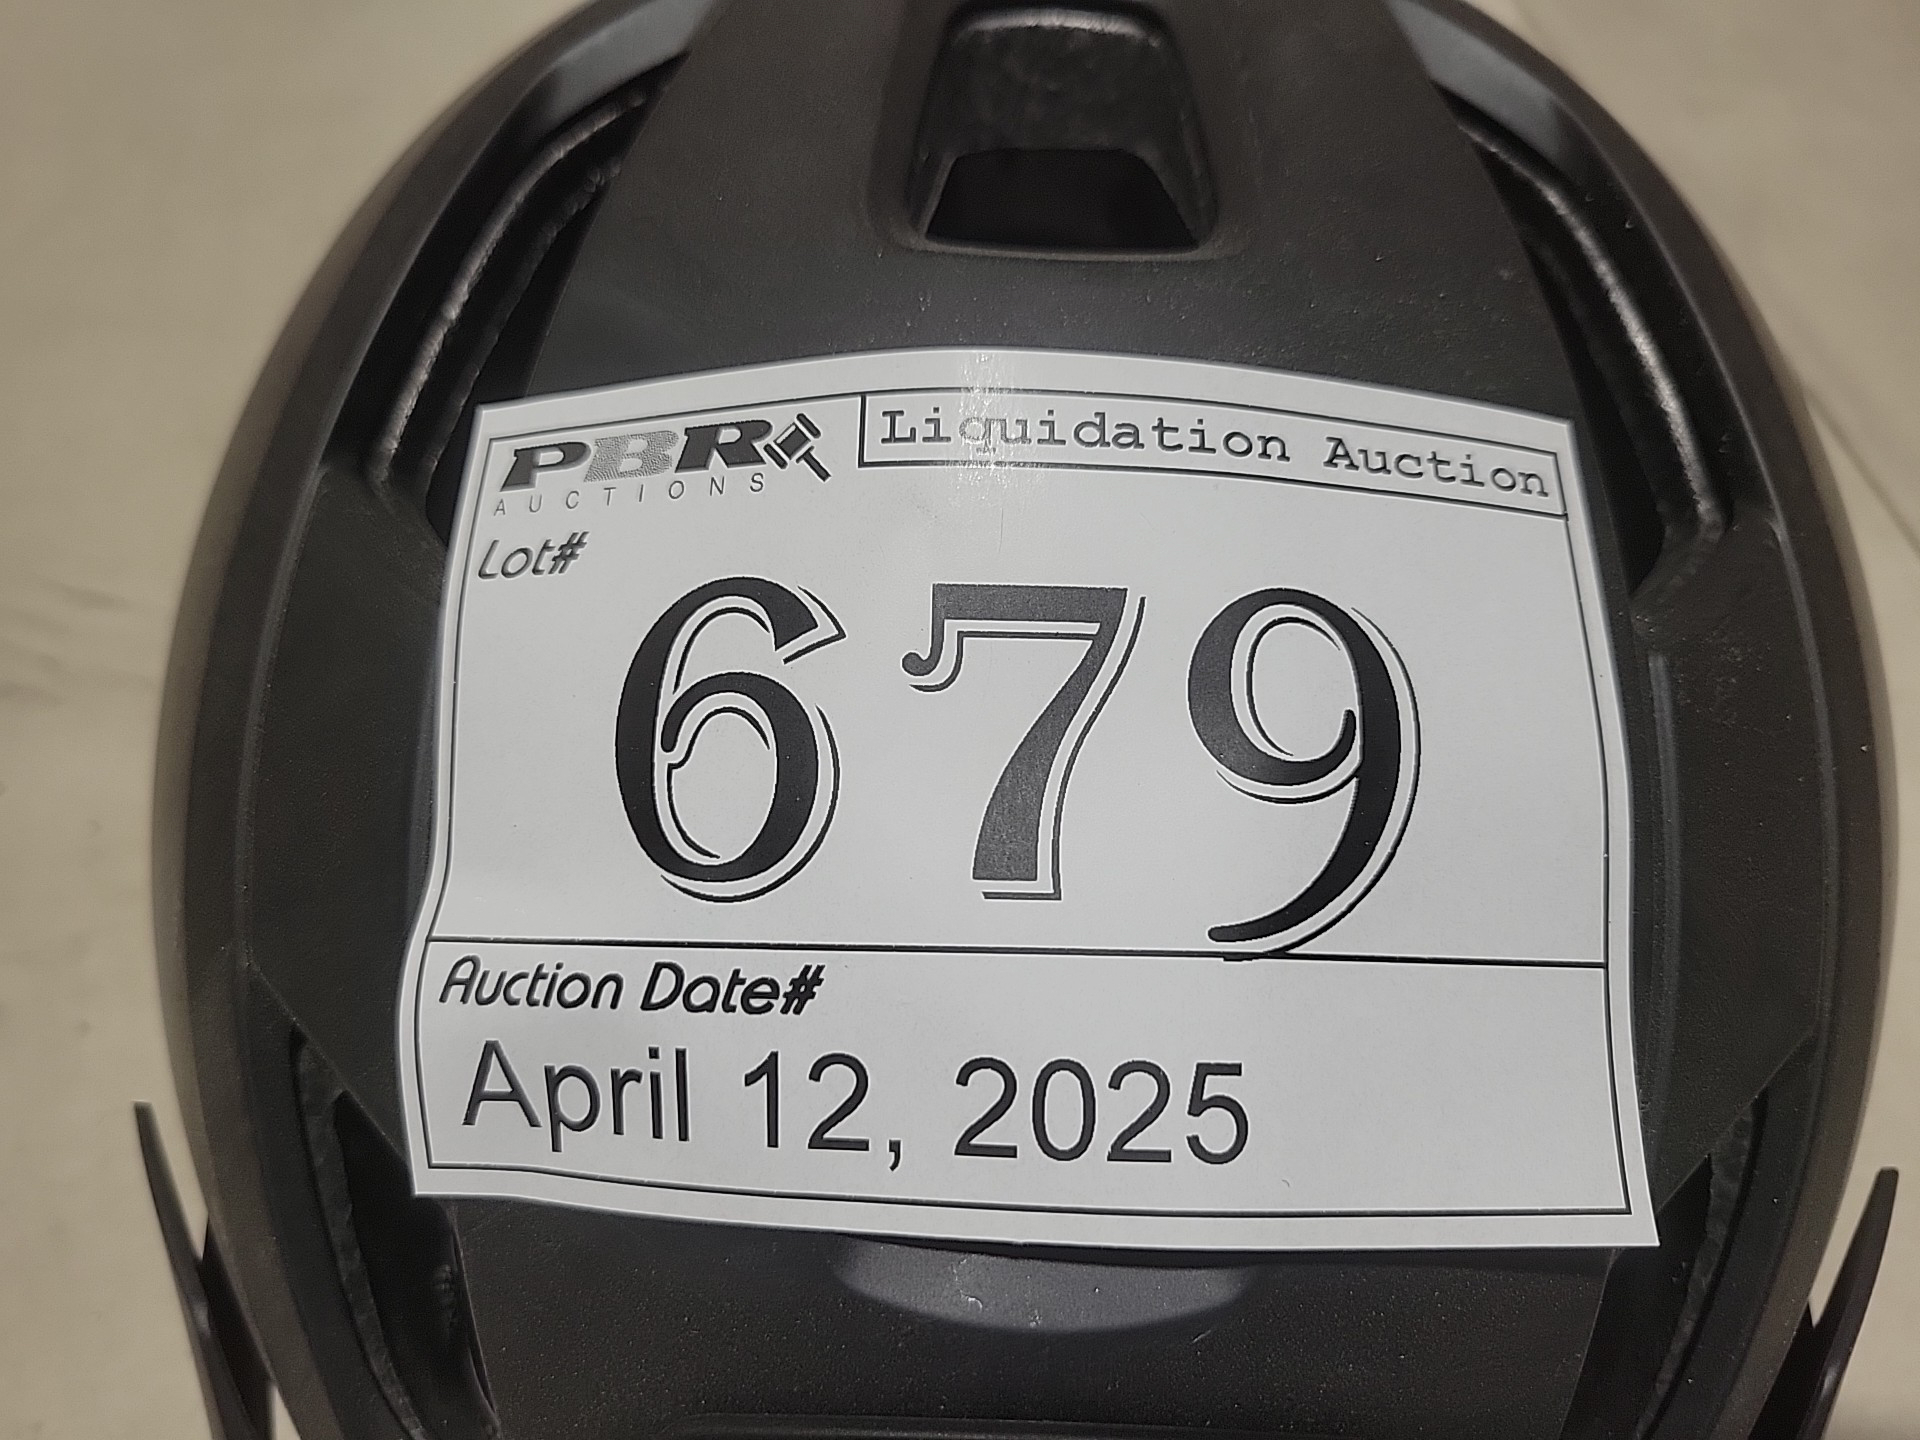 PBR
AUCTIONS
Liquidation Auction
Lot#
679
Auction Date#
April 12, 2025